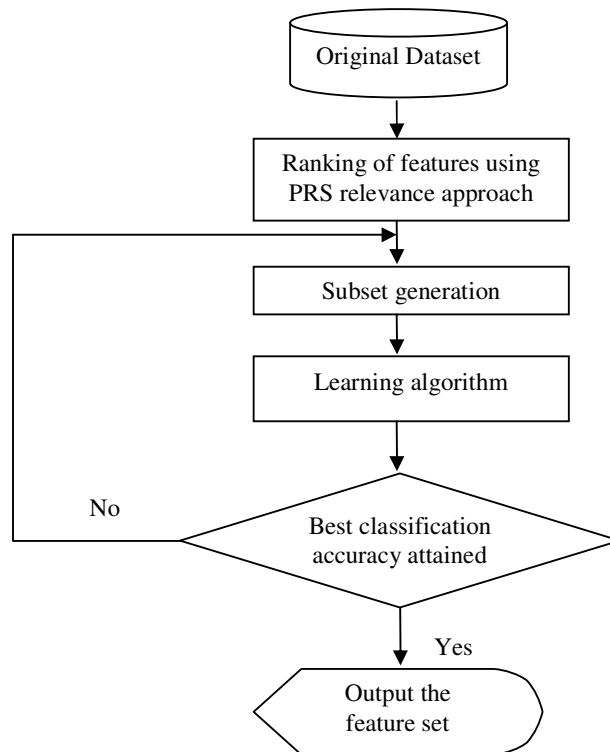 Original Dataset
Ranking of features using
PRS relevance approach
Subset generation
Learning algorithm
No
Best classification
accuracy attained
Yes
Output the
feature set